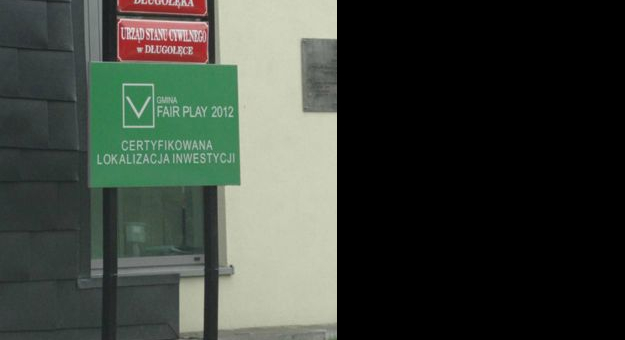 DŁUGOŁĘKA
URZĄD STANU CYWILNEGO
w DŁUGOŁĘCE
GMINA
FAIR PLAY 2012
CERTYFIKOWANA
LOKALIZACJA INWESTYCJI